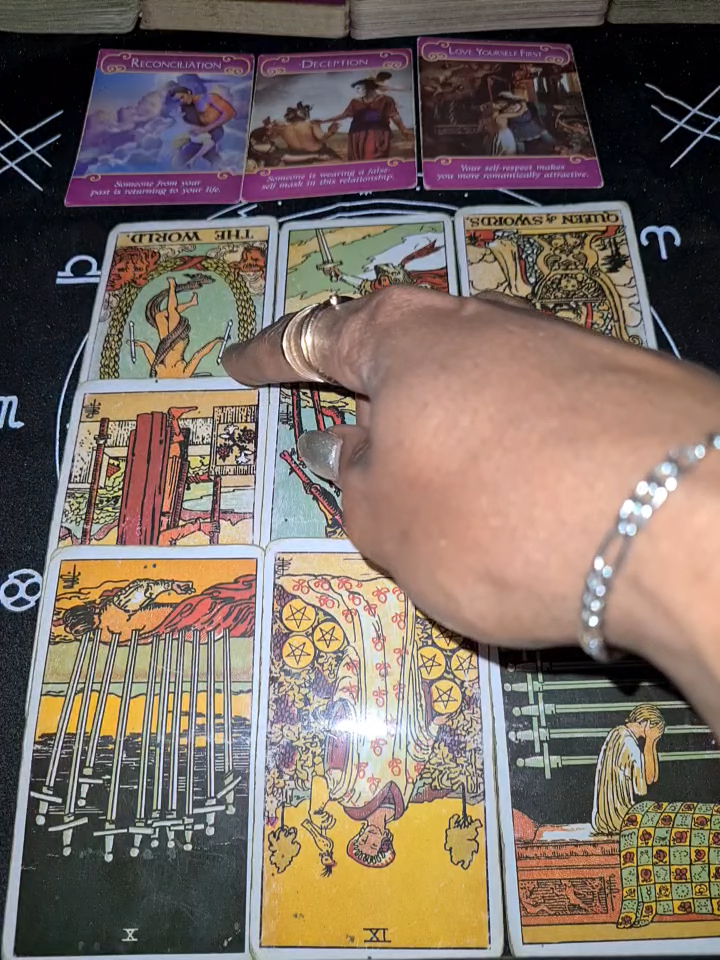 RECONCILIATION
Someone from your
past is returning to your life.
DECEPTION
Someone is wearing a false-
self mask in this relationship.
LOVE YOURSELF FIRST
Your self-respect makes
you more romantically attractive.
THE WORLD.
QUEEN of SWORDS.
X
IX